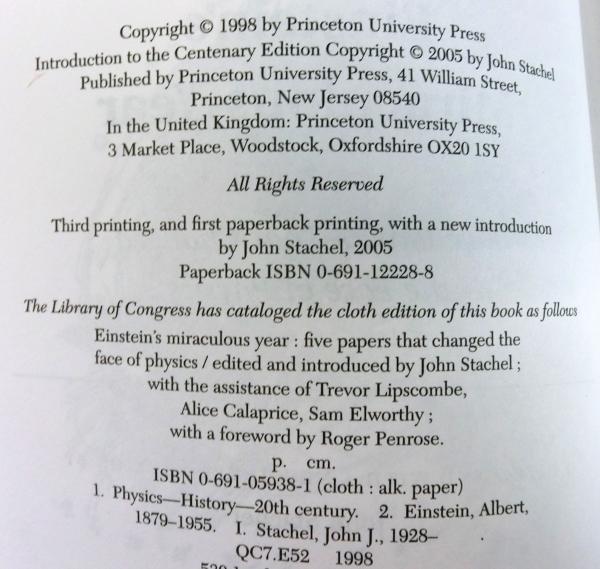 Copyright © 1998 by Princeton University Press
Introduction to the Centenary Edition Copyright © 2005 by John Stachel
Published by Princeton University Press, 41 William Street,
Princeton, New Jersey 08540
In the United Kingdom: Princeton University Press,
3 Market Place, Woodstock, Oxfordshire OX20 1SY
All Rights Reserved
Third printing, and first paperback printing, with a new introduction
by John Stachel, 2005
Paperback ISBN 0-691-12228-8
The Library of Congress has cataloged the cloth edition of this book as follows
Einstein's miraculous year : five papers that changed the
face of physics / edited and introduced by John Stachel ;
with the assistance of Trevor Lipscombe,
Alice Calaprice, Sam Elworthy ;
with a foreword by Roger Penrose.
p. cm.
ISBN 0-691-05938-1 (cloth : alk. paper)
1. Physics—History—20th century. 2. Einstein, Albert,
1879–1955. I. Stachel, John J., 1928–
QC7.E52 1998